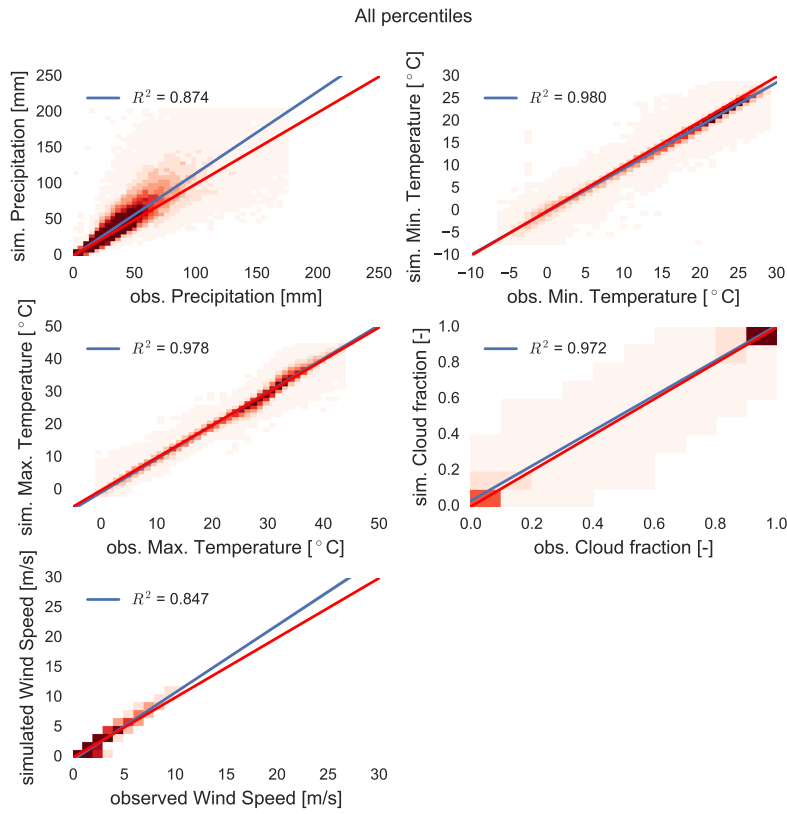 All percentiles
sim. Precipitation [mm]
250
200
150
100
50
0
R² = 0.874
0 50 100 150 200 250
obs. Precipitation [mm]
sim. Min. Temperature [°C]
30
25
20
15
10
5
0
−5
−10
R² = 0.980
−10 −5 0 5 10 15 20 25 30
obs. Min. Temperature [°C]
sim. Max. Temperature [°C]
50
40
30
20
10
0
R² = 0.978
0 10 20 30 40 50
obs. Max. Temperature [°C]
sim. Cloud fraction [-]
1.0
0.8
0.6
0.4
0.2
0.0
R² = 0.972
0.0 0.2 0.4 0.6 0.8 1.0
obs. Cloud fraction [-]
simulated Wind Speed [m/s]
30
25
20
15
10
5
0
R² = 0.847
0 5 10 15 20 25 30
observed Wind Speed [m/s]